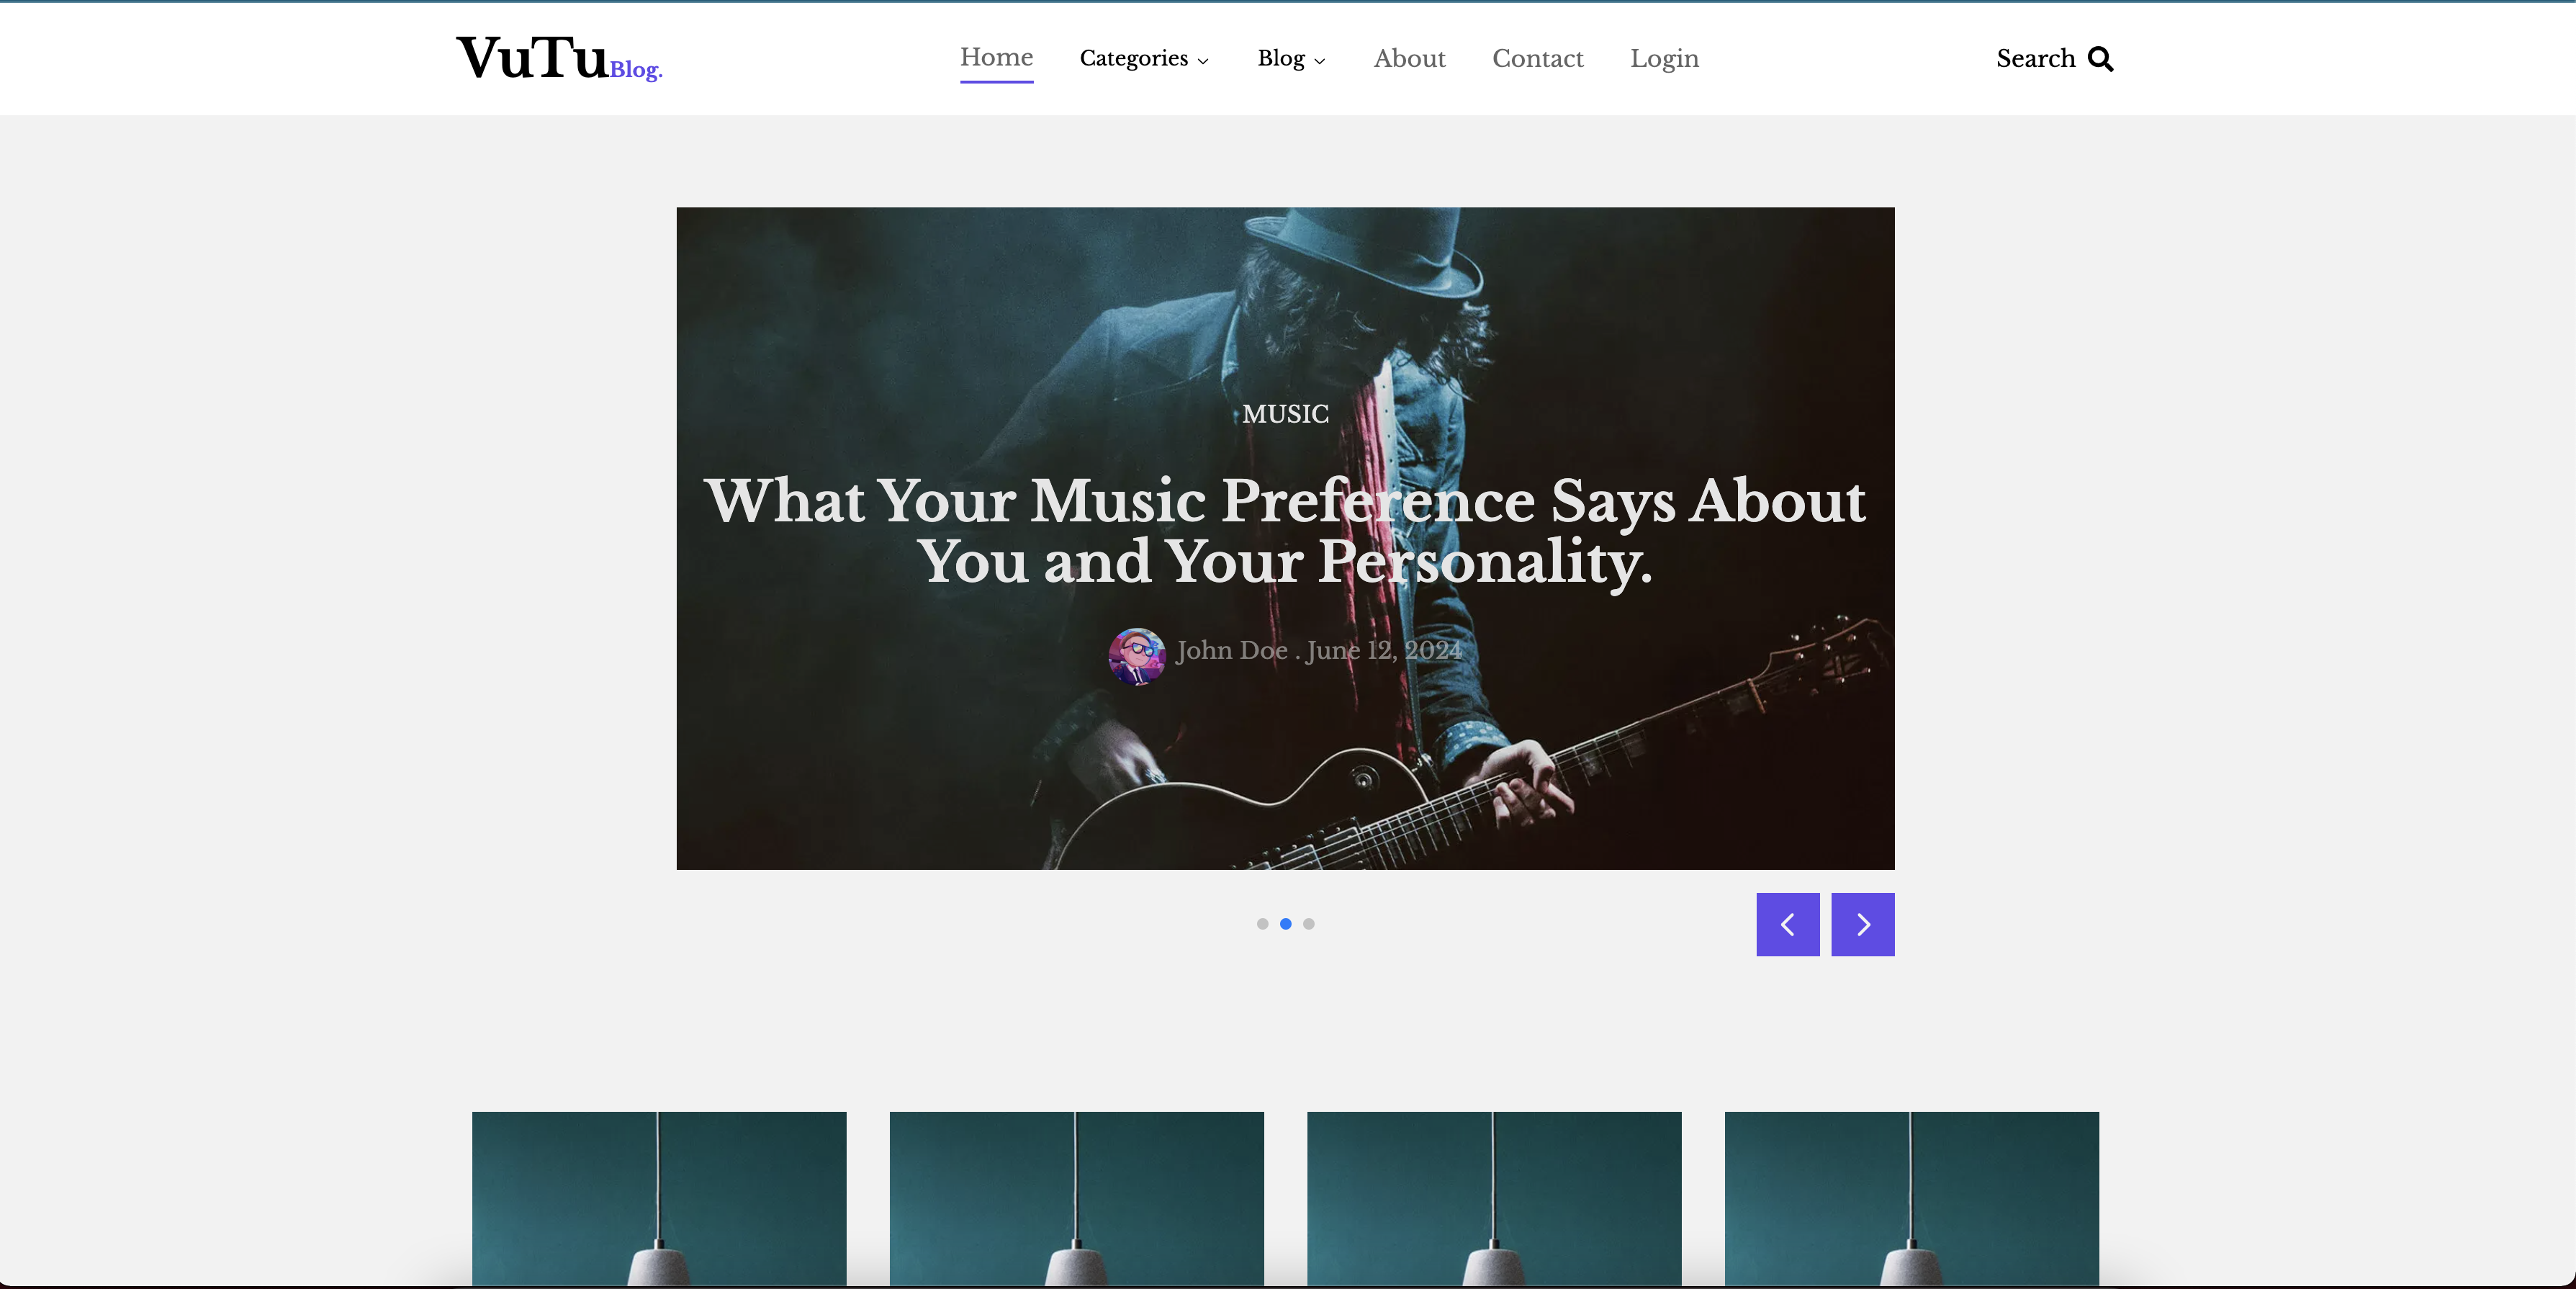 VuTuBlog.
Home Categories Blog About Contact Login
Search
MUSIC
What Your Music Preference Says About
You and Your Personality.
John Doe . June 12, 2024